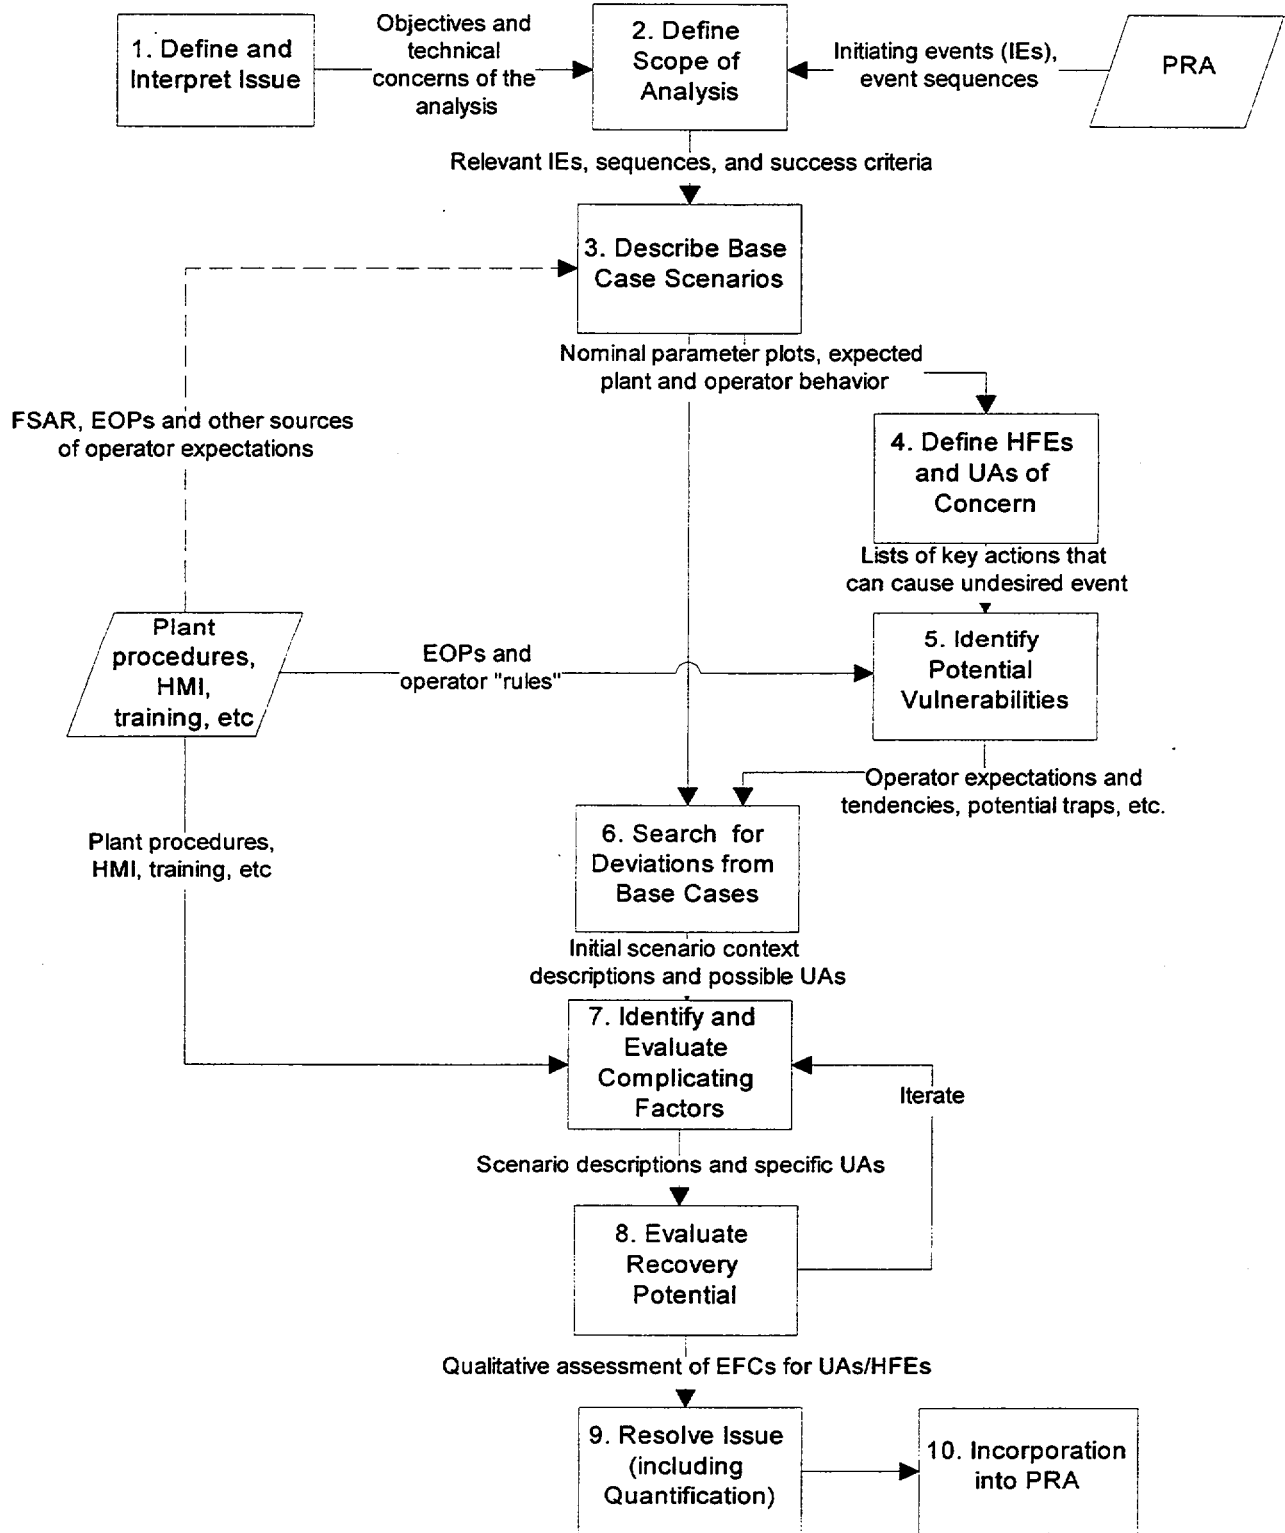 1. Define and
Interpret Issue
Objectives and
technical
concerns of the
analysis
2. Define
Scope of
Analysis
Initiating events (IEs),
event sequences
PRA
Relevant IEs, sequences, and success criteria
3. Describe Base
Case Scenarios
Nominal parameter plots, expected
plant and operator behavior
FSAR, EOPs and other sources
of operator expectations
4. Define HFEs
and UAs of
Concern
Lists of key actions that
can cause undesired event
Plant
procedures,
HMI,
training, etc
EOPs and
operator "rules"
5. Identify
Potential
Vulnerabilities
Operator expectations and
tendencies, potential traps, etc.
Plant procedures,
HMI, training, etc
6. Search for
Deviations from
Base Cases
Initial scenario context
descriptions and possible UAs
7. Identify and
Evaluate
Complicating
Factors
Iterate
Scenario descriptions and specific UAs
8. Evaluate
Recovery
Potential
Qualitative assessment of EFCs for UAs/HFEs
9. Resolve Issue
(including
Quantification)
10. Incorporation
into PRA